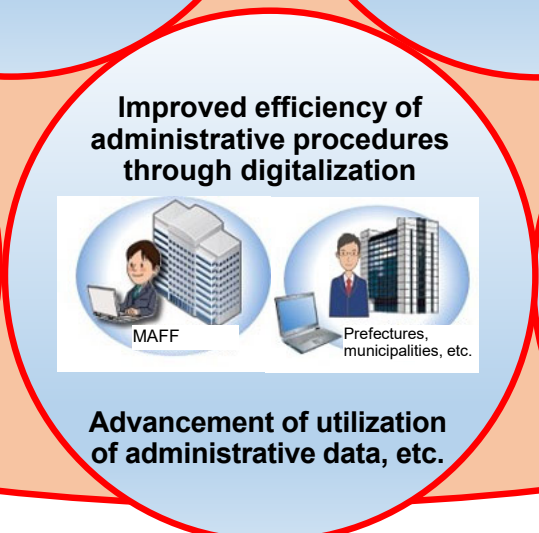 Improved efficiency of
administrative procedures
through digitalization
MAFF
Prefectures,
municipalities, etc.
Advancement of utilization
of administrative data, etc.